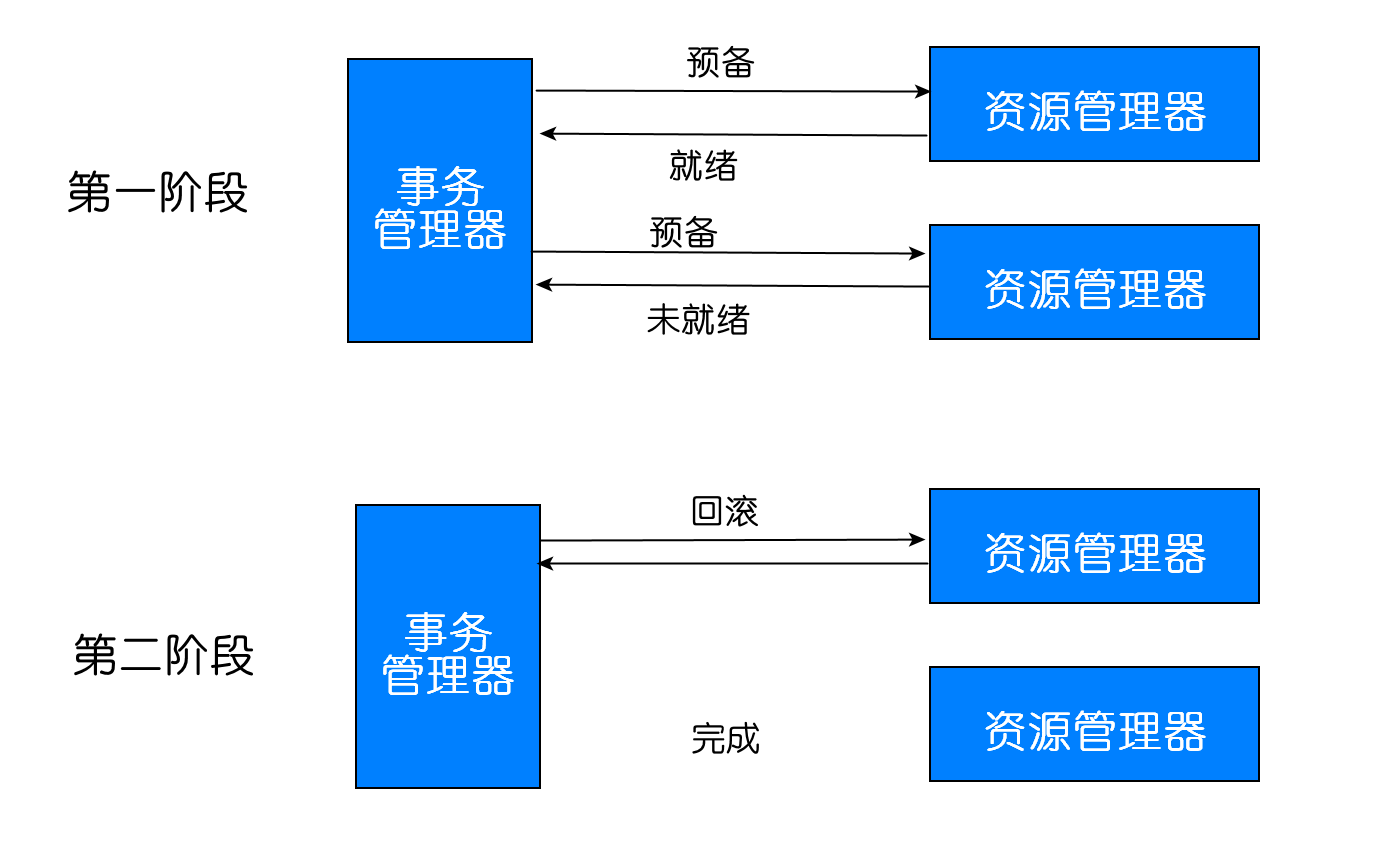 预备
资源管理器
就绪
第一阶段
事务
管理器
预备
资源管理器
未就绪
回滚
资源管理器
第二阶段
事务
管理器
完成
资源管理器